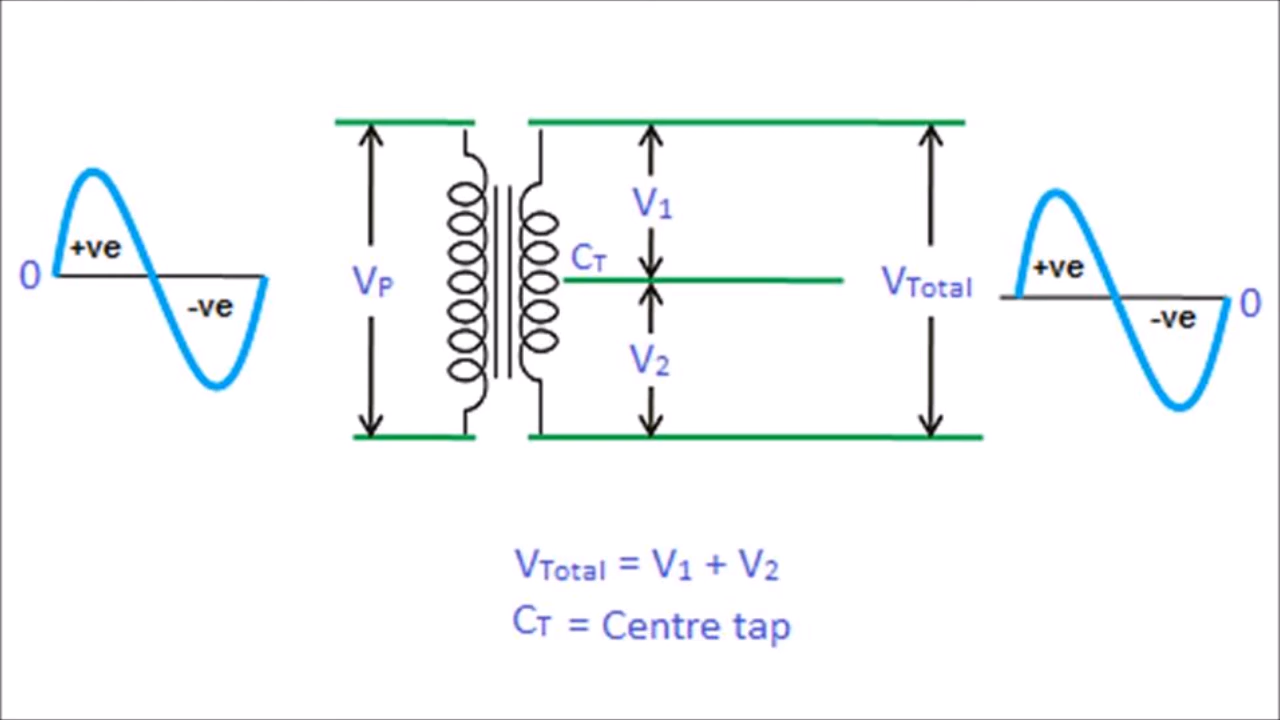 0
+ve
-ve
VP
CT
V1
V2
VTotal
+ve
-ve
0
VTotal = V1 + V2
CT = Centre tap